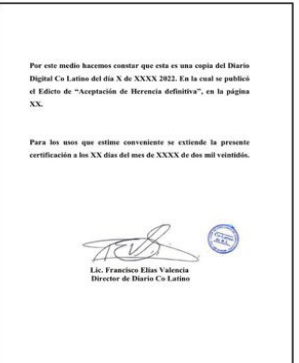 Por este medio hacemos constar que esta es una copia del Diario
Digital Co Latino del día X de XXXX 2022. En la cual se publicó
el Edicto de “Aceptación de Herencia definitiva”, en la página
XX.
Para los usos que estime conveniente se extiende la presente
certificación a los XX días del mes de XXXX de dos mil veintidós.
Lic. Francisco Elías Valencia
Director de Diario Co Latino